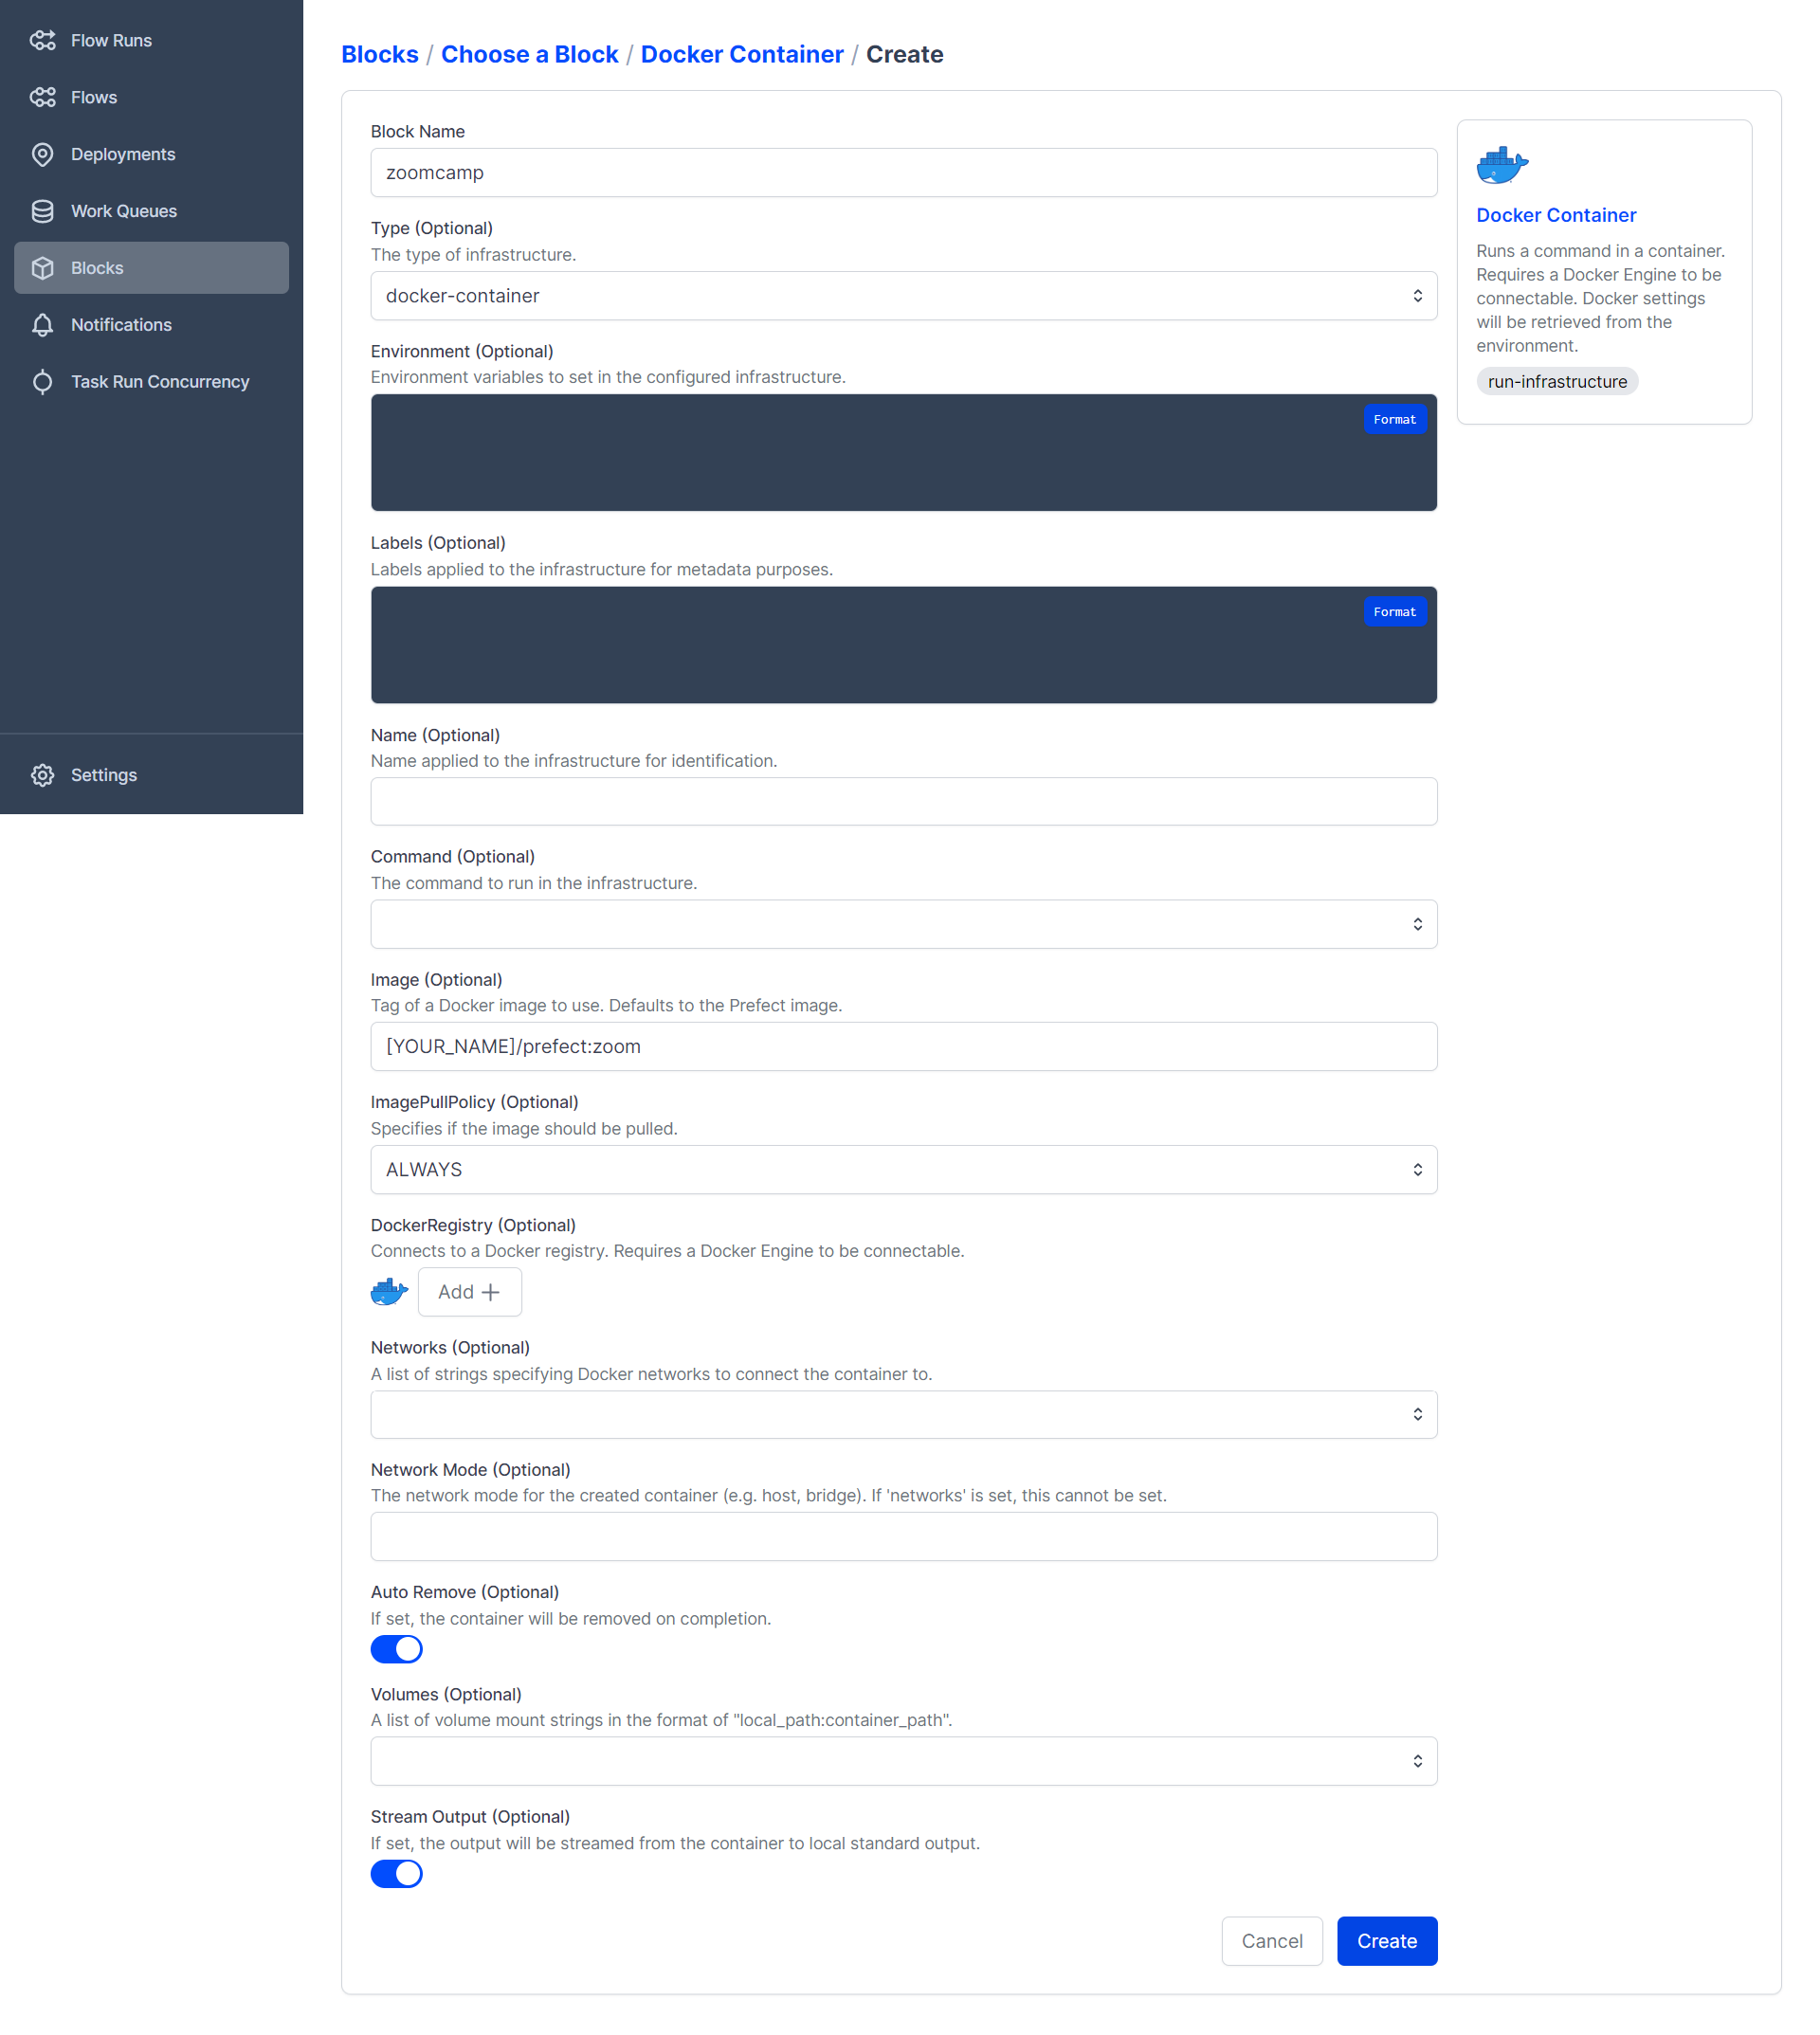 Flow Runs
Flows
Deployments
Work Queues
Blocks
Notifications
Task Run Concurrency
Settings
Blocks / Choose a Block / Docker Container / Create
Block Name
zoomcamp
Type (Optional)
The type of infrastructure.
docker-container
Environment (Optional)
Environment variables to set in the configured infrastructure.
Format
Labels (Optional)
Labels applied to the infrastructure for metadata purposes.
Format
Name (Optional)
Name applied to the infrastructure for identification.
Command (Optional)
The command to run in the infrastructure.
Image (Optional)
Tag of a Docker image to use. Defaults to the Prefect image.
[YOUR_NAME]/prefect:zoom
ImagePullPolicy (Optional)
Specifies if the image should be pulled.
ALWAYS
DockerRegistry (Optional)
Connects to a Docker registry. Requires a Docker Engine to be connectable.
Add
Networks (Optional)
A list of strings specifying Docker networks to connect the container to.
Network Mode (Optional)
The network mode for the created container (e.g. host, bridge). If 'networks' is set, this cannot be set.
Auto Remove (Optional)
If set, the container will be removed on completion.
Volumes (Optional)
A list of volume mount strings in the format of "local_path:container_path".
Stream Output (Optional)
If set, the output will be streamed from the container to local standard output.
Cancel
Create
Docker Container
Runs a command in a container.
Requires a Docker Engine to be
connectable. Docker settings
will be retrieved from the
environment.
run-infrastructure